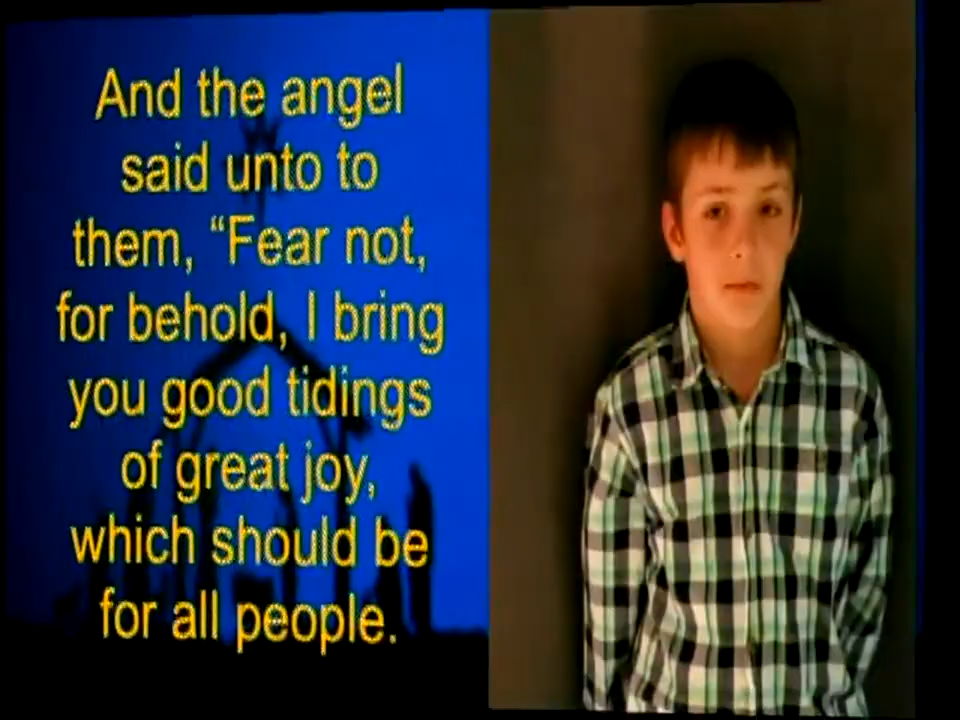 And the angel
said unto to
them, “Fear not,
for behold, I bring
you good tidings
of great joy,
which should be
for all people.